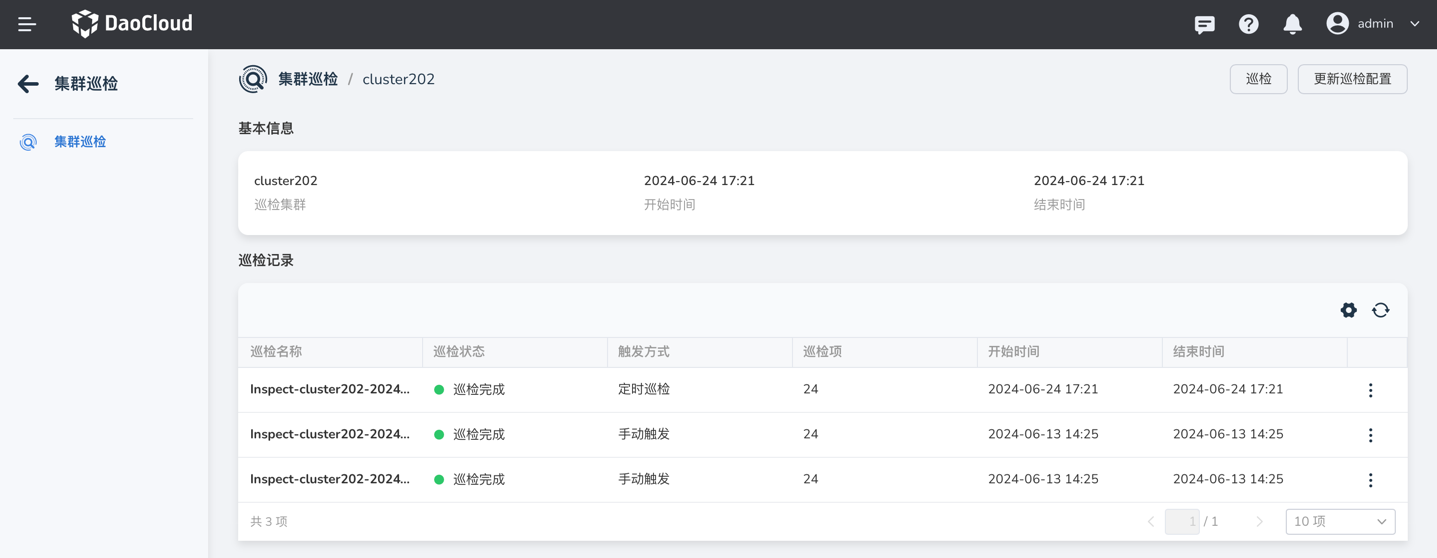 DaoCloud
admin
集群巡检
集群巡检
集群巡检 / cluster202
巡检
更新巡检配置
基本信息
cluster202
巡检集群
2024-06-24 17:21
开始时间
2024-06-24 17:21
结束时间
巡检记录
巡检名称 巡检状态 触发方式 巡检项 开始时间 结束时间
Inspect-cluster202-2024... 巡检完成 定时巡检 24 2024-06-24 17:21 2024-06-24 17:21
Inspect-cluster202-2024... 巡检完成 手动触发 24 2024-06-13 14:25 2024-06-13 14:25
Inspect-cluster202-2024... 巡检完成 手动触发 24 2024-06-13 14:25 2024-06-13 14:25
共 3 项
1 / 1
10 项